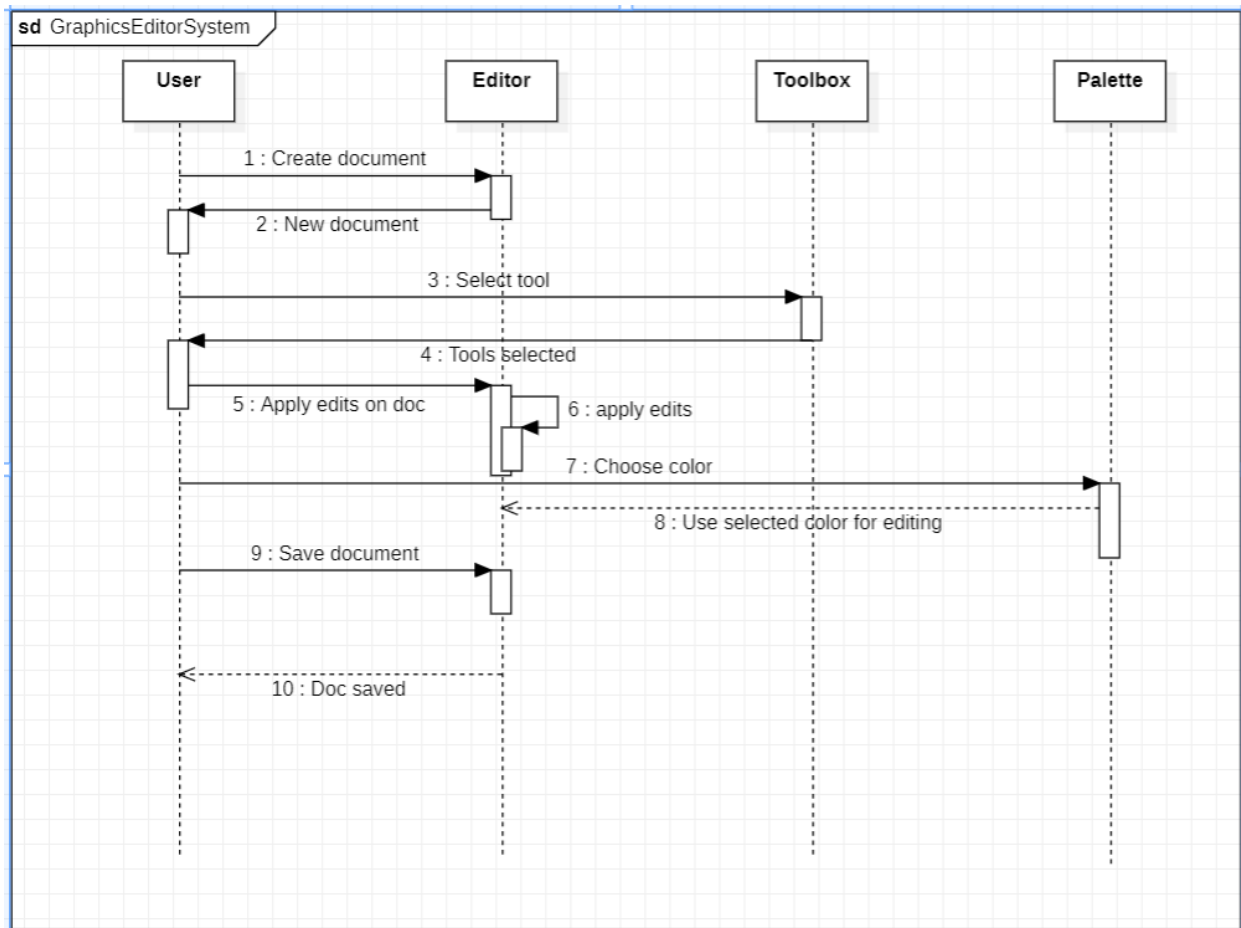 sd GraphicsEditorSystem
User
Editor
Toolbox
Palette
1 : Create document
2 : New document
3 : Select tool
4 : Tools selected
5 : Apply edits on doc
6 : apply edits
7 : Choose color
8 : Use selected color for editing
9 : Save document
10 : Doc saved